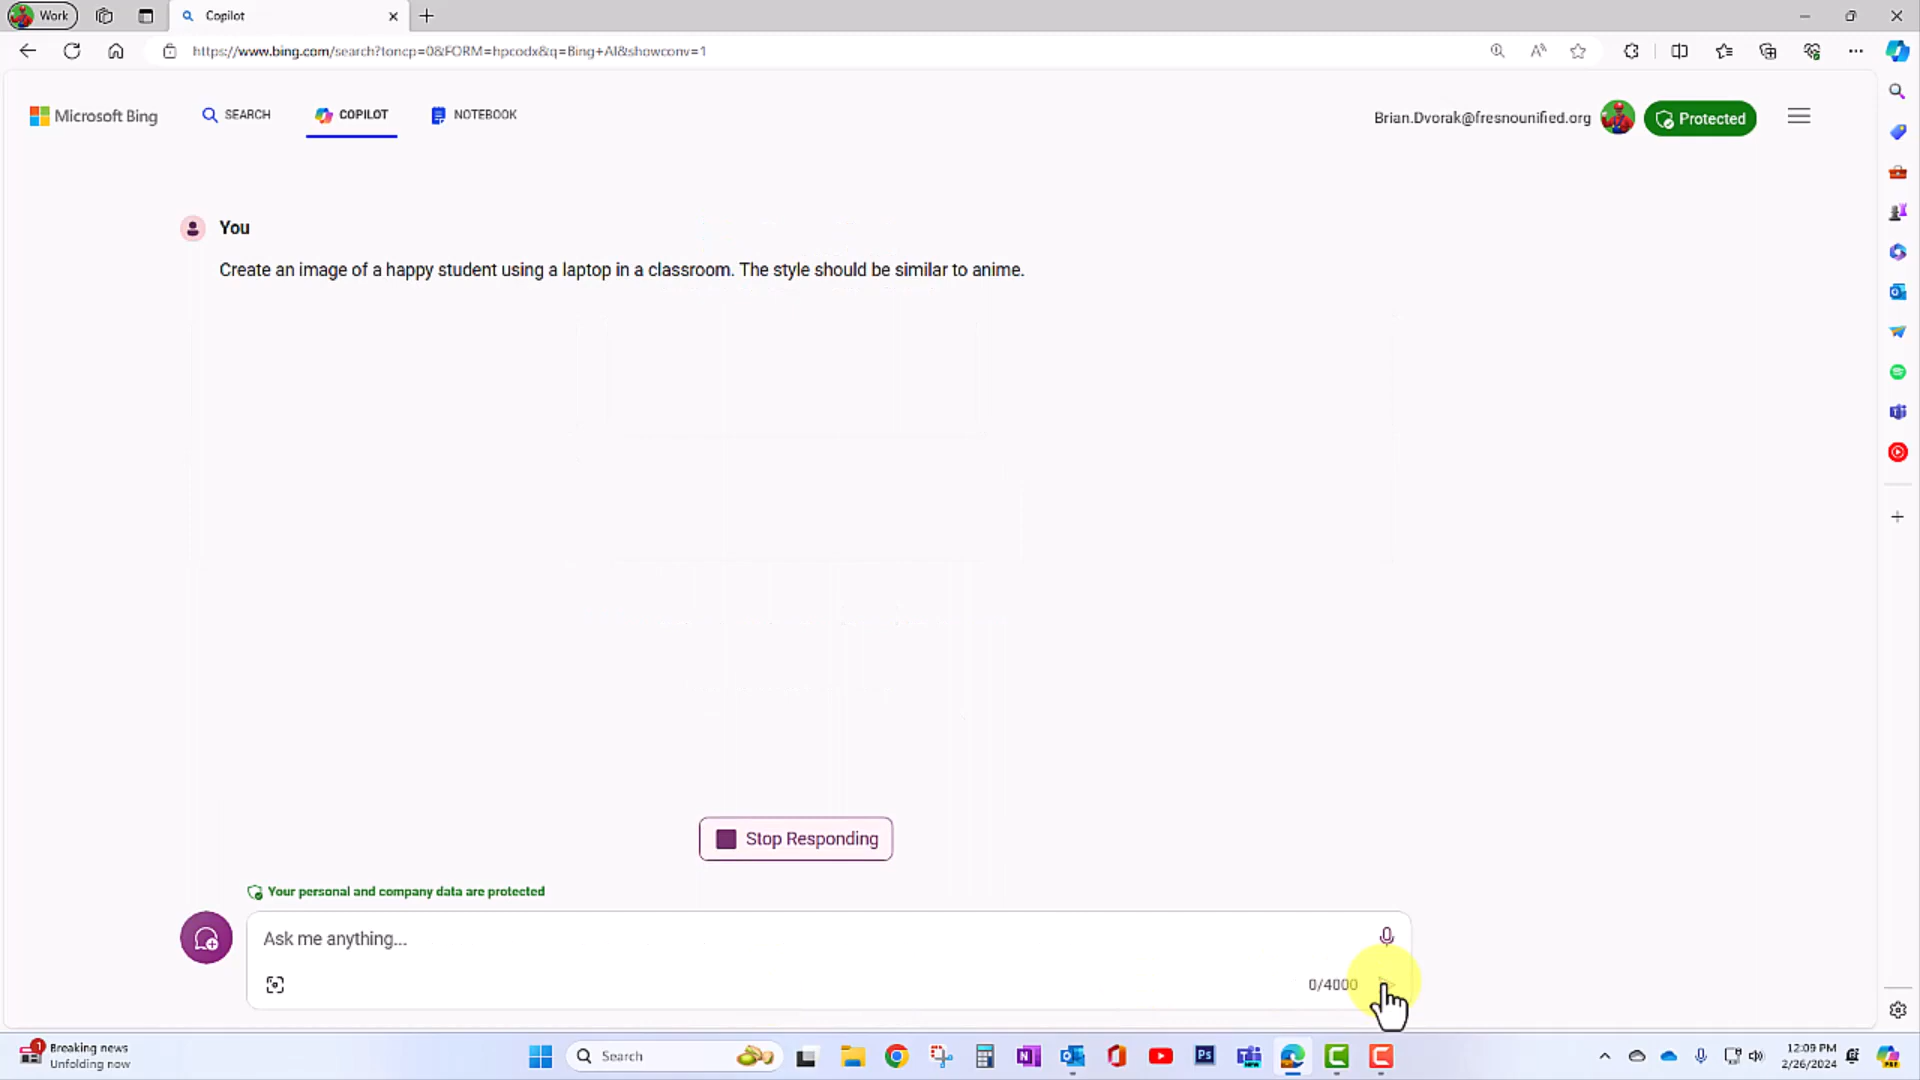 Work
Copilot
https://www.bing.com/search?toncp=0&FORM=hpcodx&q=Bing+AI&showconv=1
Microsoft Bing
SEARCH
COPILOT
NOTEBOOK
Brian.Dvorak@fresnounified.org
Protected
You
Create an image of a happy student using a laptop in a classroom. The style should be similar to anime.
Stop Responding
Your personal and company data are protected
Ask me anything...
0/4000
1
Breaking news
Unfolding now
Search
Ps
12:09 PM
2/26/2024